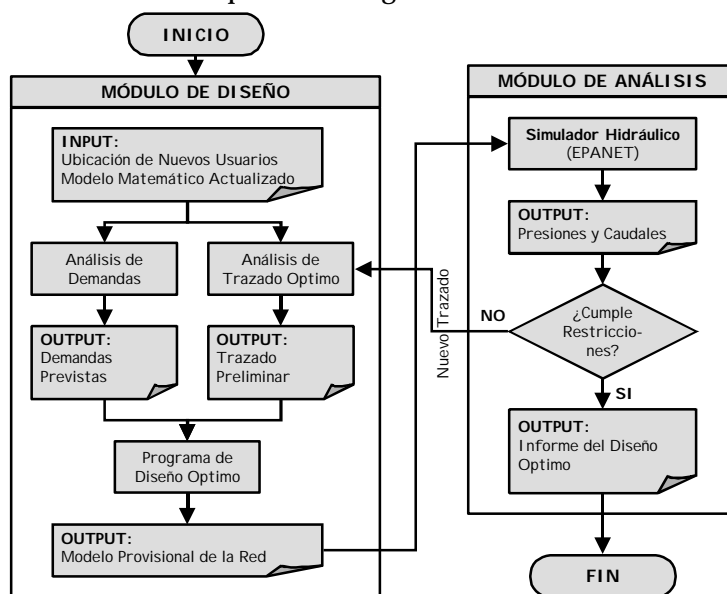 INICIO
MÓDULO DE DISEÑO
INPUT:
Ubicación de Nuevos Usuarios
Modelo Matemático Actualizado
Análisis de
Demandas
Análisis de
Trazado Optimo
OUTPUT:
Demandas
Previstas
OUTPUT:
Trazado
Preliminar
Programa de
Diseño Optimo
OUTPUT:
Modelo Provisional de la Red
Nuevo Trazado
MÓDULO DE ANÁLISIS
Simulador Hidráulico
(EPANET)
OUTPUT:
Presiones y Caudales
¿Cumple
Restriccio-
nes?
NO
SI
OUTPUT:
Informe del Diseño
Optimo
FIN